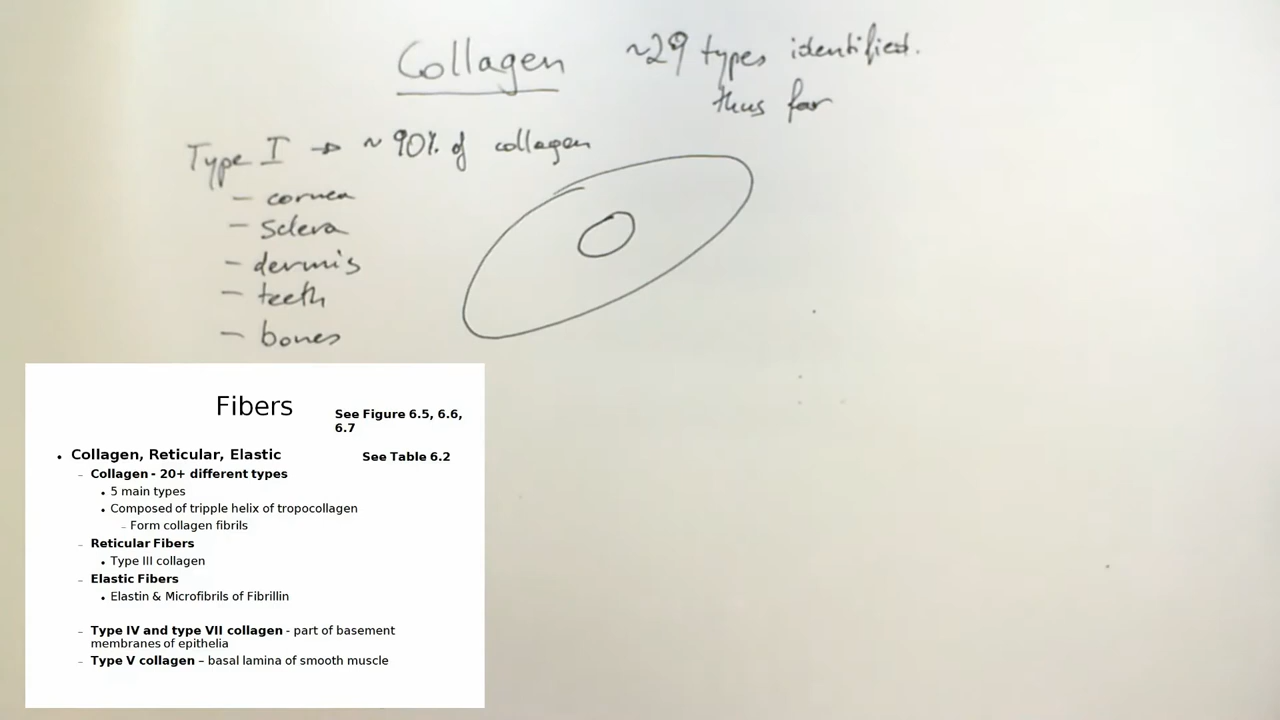 Collagen ~29 types identified.
thus far
Type I → ~90% of collagen
– cornea
– sclera
– dermis
– teeth
– bones
Fibers
See Figure 6.5, 6.6,
6.7
• Collagen, Reticular, Elastic
See Table 6.2
– Collagen - 20+ different types
• 5 main types
• Composed of tripple helix of tropocollagen
– Form collagen fibrils
– Reticular Fibers
• Type III collagen
– Elastic Fibers
• Elastin & Microfibrils of Fibrillin
– Type IV and type VII collagen - part of basement
membranes of epithelia
– Type V collagen – basal lamina of smooth muscle